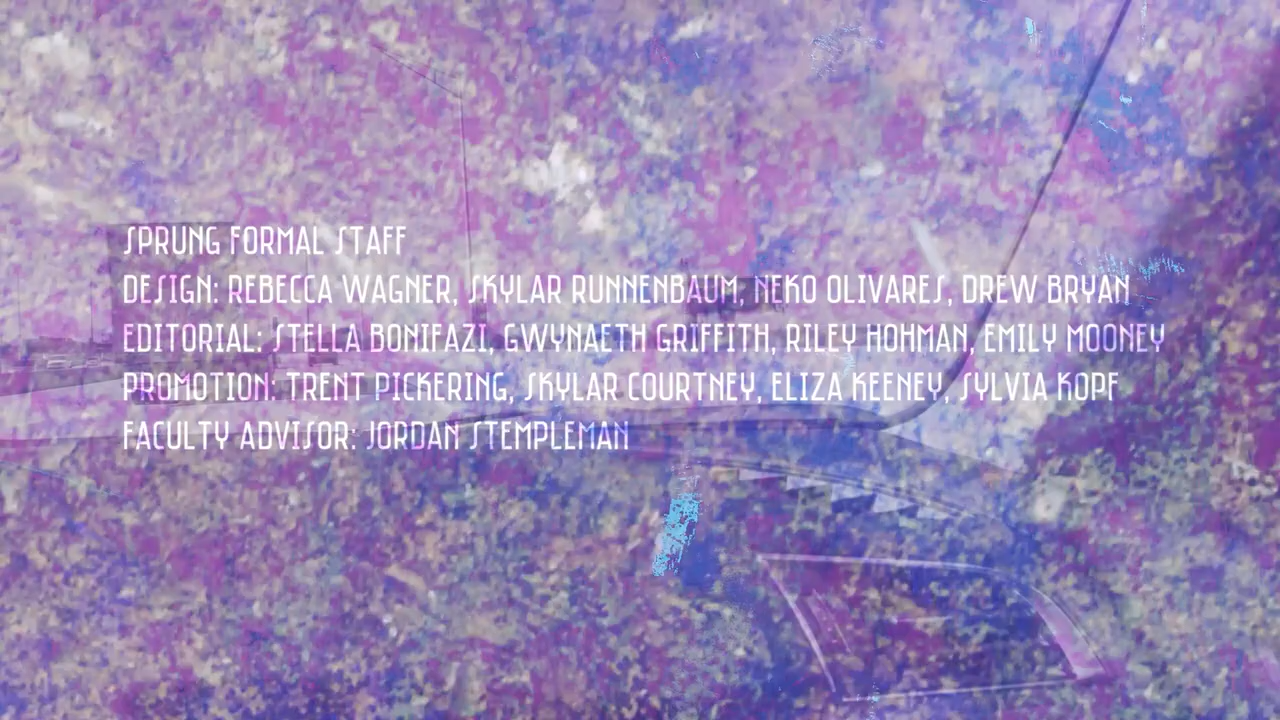 SPRUNG FORMAL STAFF
DESIGN: REBECCA WAGNER, SKYLAR RUNNENBAUM, NEKO OLIVARES, DREW BRYAN
EDITORIAL: STELLA BONIFAZI, GWYNAETH GRIFFITH, RILEY HOHMAN, EMILY MOONEY
PROMOTION: TRENT PICKERING, SKYLAR COURTNEY, ELIZA KEENEY, SYLVIA KOPF
FACULTY ADVISOR: JORDAN STEMPLEMAN